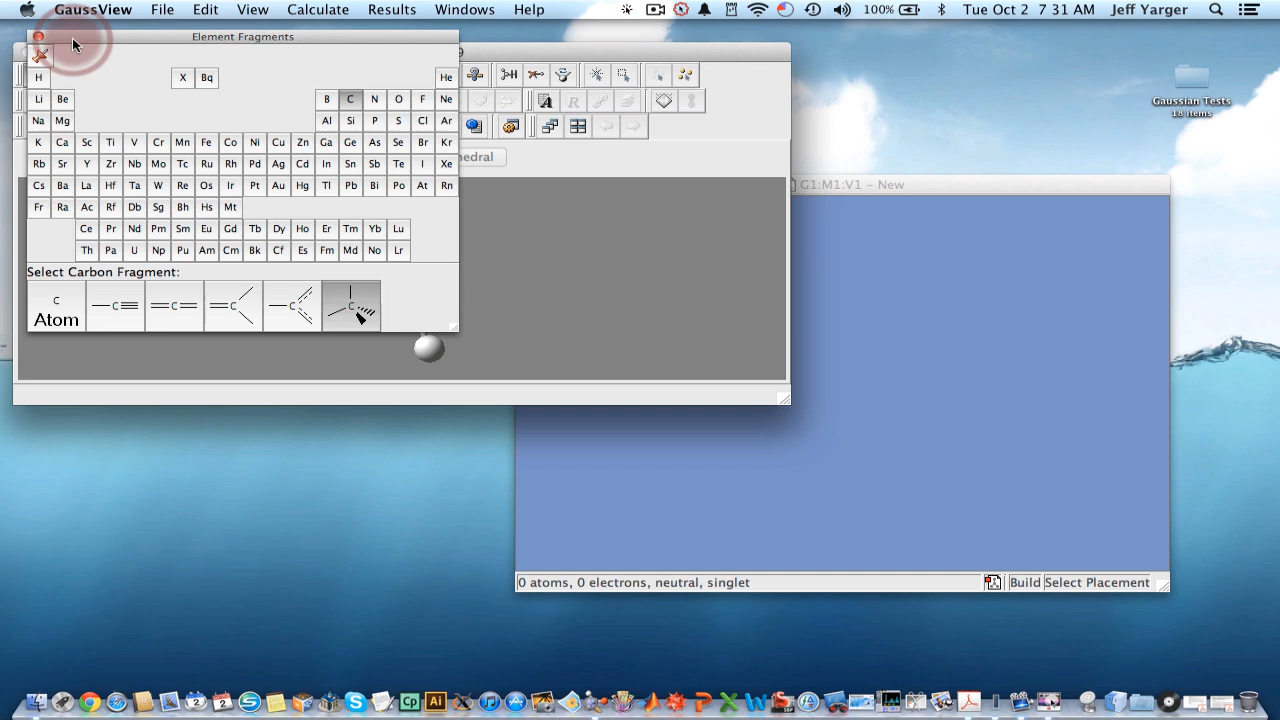 GaussView File Edit View Calculate Results Windows Help 100% Tue Oct 2 7 31 AM Jeff Yarger
Element Fragments
H X Bq He
Li Be B C N O F Ne
Na Mg Al Si P S Cl Ar
K Ca Sc Ti V Cr Mn Fe Co Ni Cu Zn Ga Ge As Se Br Kr
Rb Sr Y Zr Nb Mo Tc Ru Rh Pd Ag Cd In Sn Sb Te I Xe
Cs Ba La Hf Ta W Re Os Ir Pt Au Hg Tl Pb Bi Po At Rn
Fr Ra Ac Rf Db Sg Bh Hs Mt
Ce Pr Nd Pm Sm Eu Gd Tb Dy Ho Er Tm Yb Lu
Th Pa U Np Pu Am Cm Bk Cf Es Fm Md No Lr
Select Carbon Fragment:
C C C C C C
Atom
A R
hedral
G1:M1:V1 - New
0 atoms, 0 electrons, neutral, singlet Build Select Placement
Gaussian Tests
18 items
2 2 S Cp Ai P X W